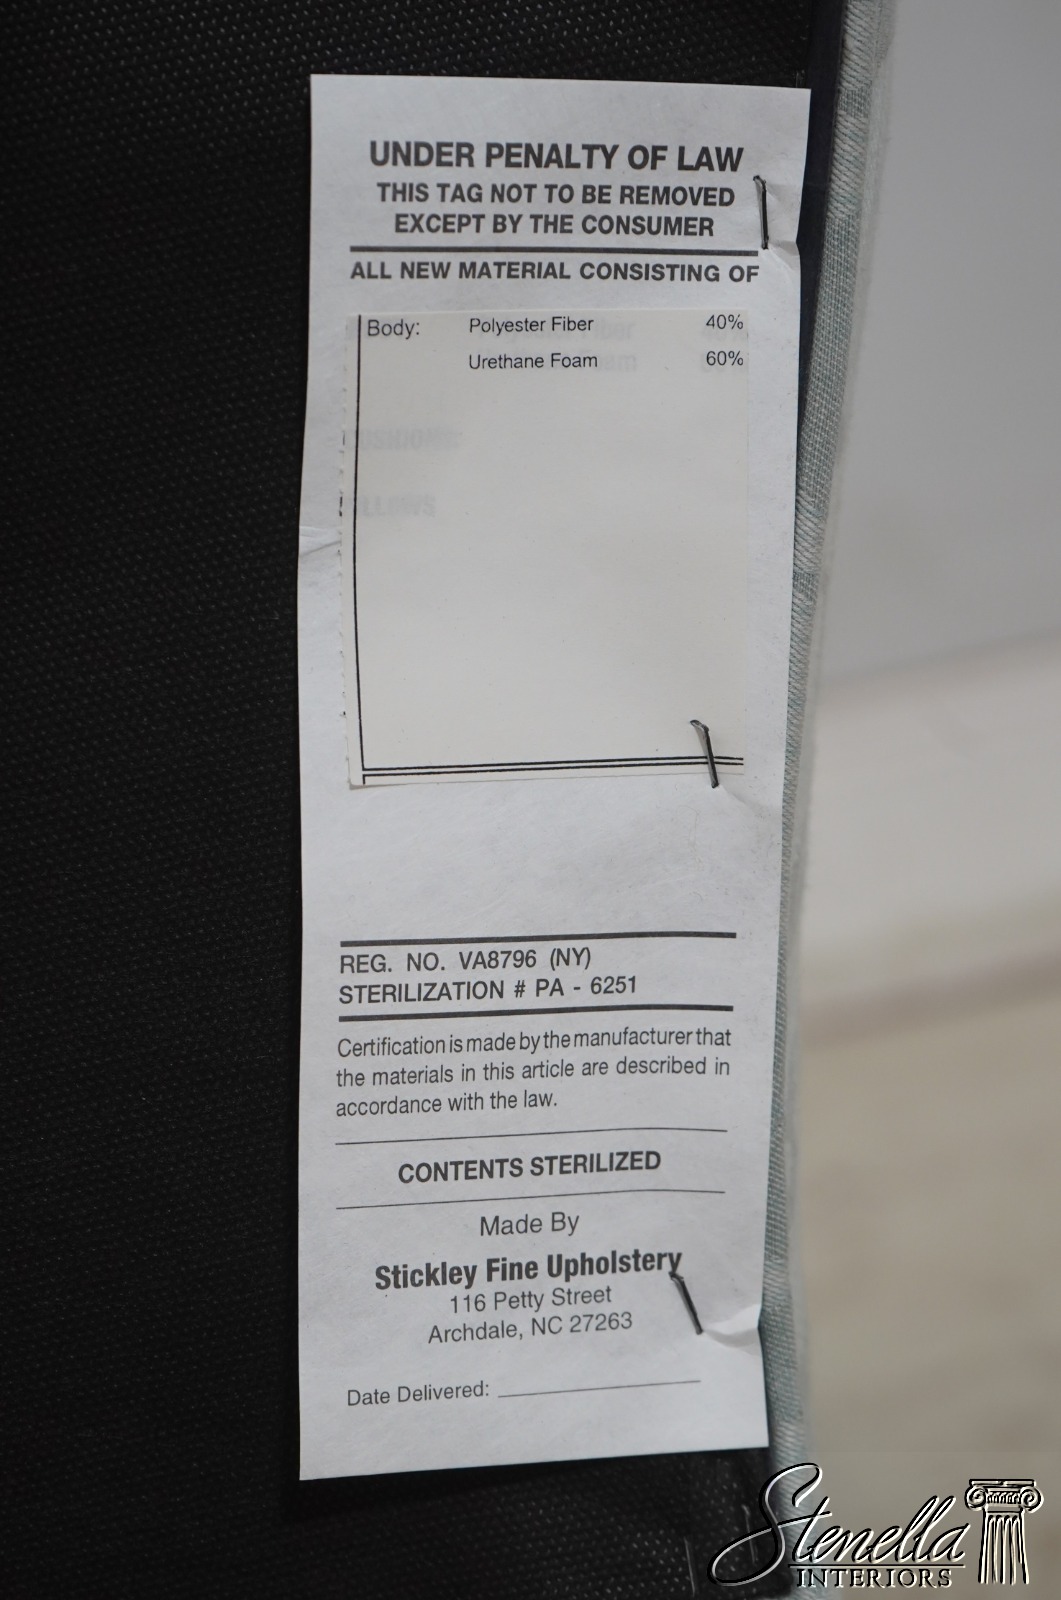 UNDER PENALTY OF LAW
THIS TAG NOT TO BE REMOVED
EXCEPT BY THE CONSUMER
ALL NEW MATERIAL CONSISTING OF
Body: Polyester Fiber 40%
Urethane Foam 60%
REG. NO. VA8796 (NY)
STERILIZATION # PA - 6251
Certification is made by the manufacturer that
the materials in this article are described in
accordance with the law.
CONTENTS STERILIZED
Made By
Stickley Fine Upholstery
116 Petty Street
Archdale, NC 27263
Date Delivered:
Stenella
INTERIORS